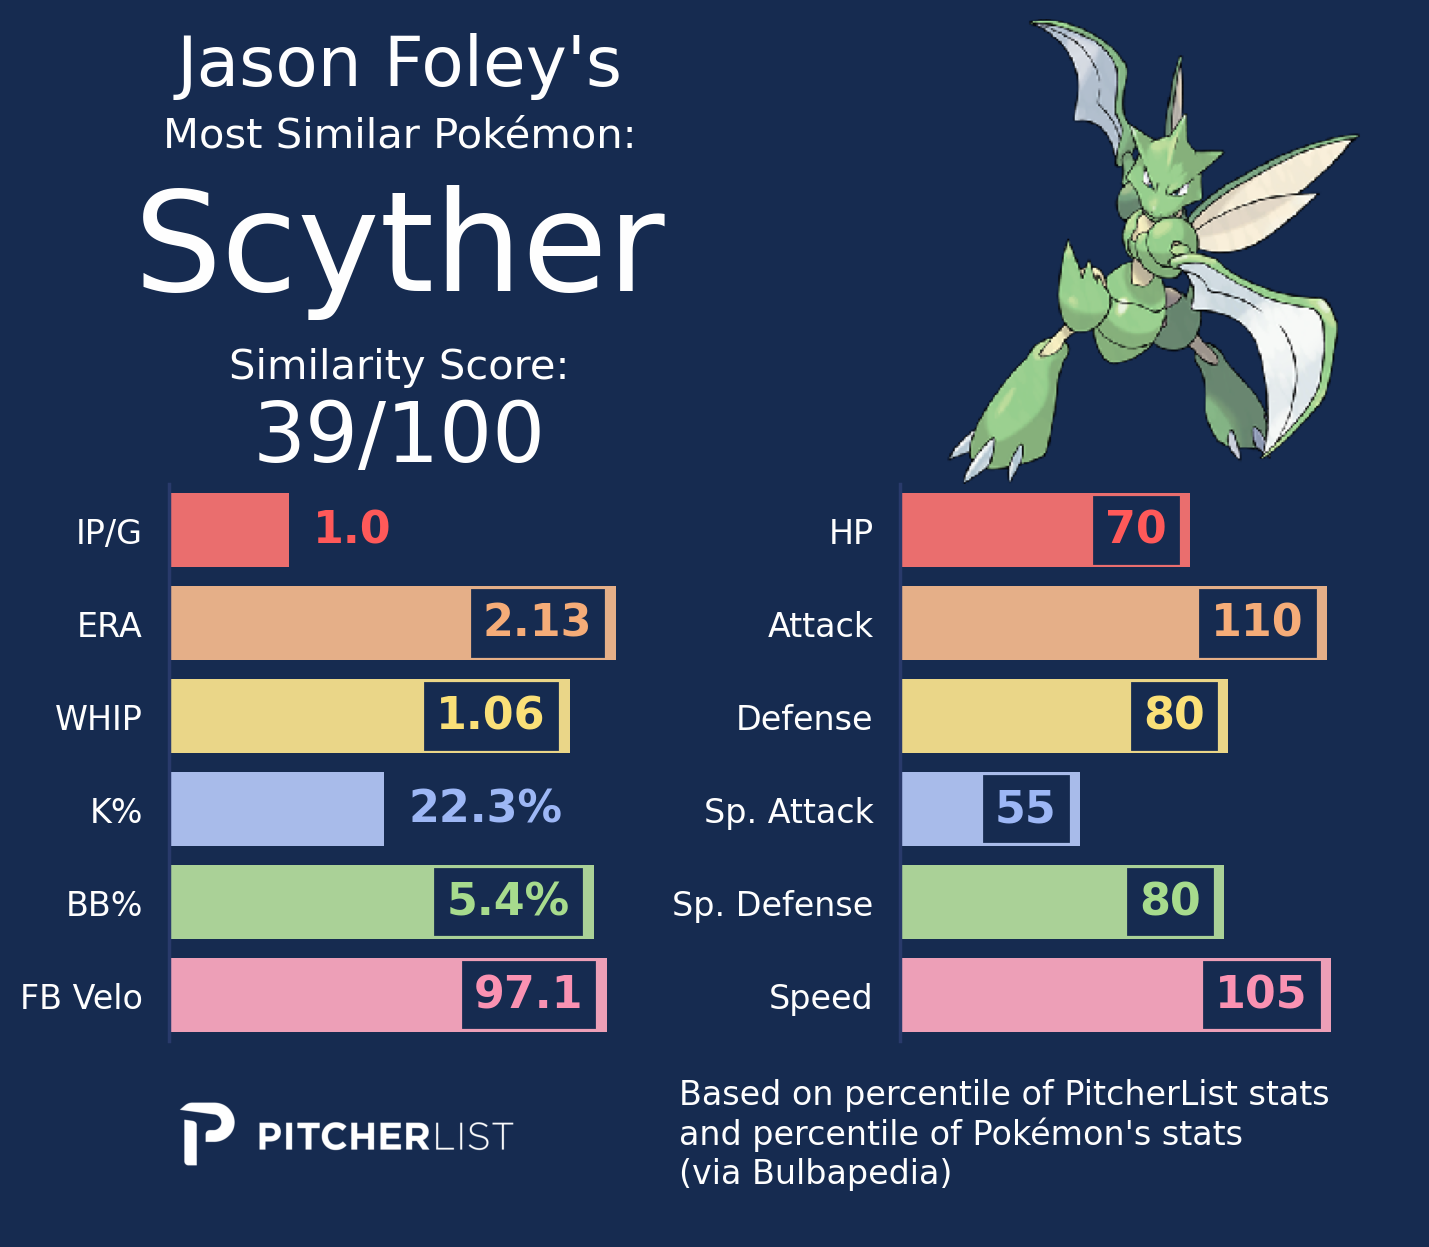 Jason Foley's
Most Similar Pokémon:
Scyther
Similarity Score:
39/100
IP/G 1.0
ERA 2.13
WHIP 1.06
K% 22.3%
BB% 5.4%
FB Velo 97.1
HP 70
Attack 110
Defense 80
Sp. Attack 55
Sp. Defense 80
Speed 105
PITCHERLIST
Based on percentile of PitcherList stats
and percentile of Pokémon's stats
(via Bulbapedia)